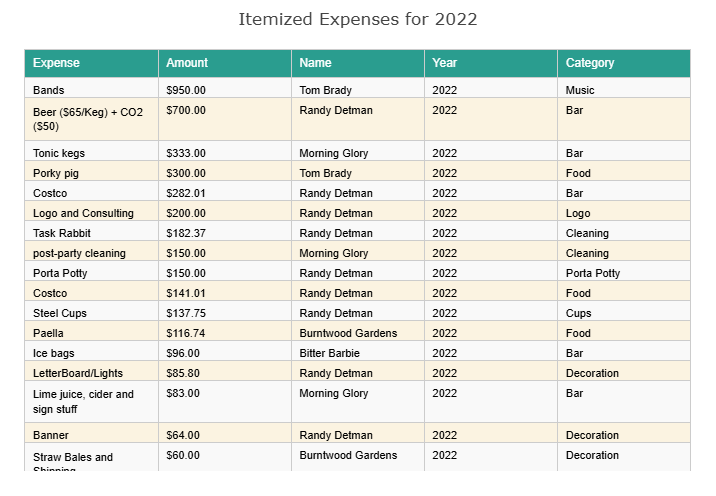 Itemized Expenses for 2022
Expense Amount Name Year Category
Bands $950.00 Tom Brady 2022 Music
Beer ($65/Keg) + CO2 $700.00 Randy Detman 2022 Bar
($50)
Tonic kegs $333.00 Morning Glory 2022 Bar
Porky pig $300.00 Tom Brady 2022 Food
Costco $282.01 Randy Detman 2022 Bar
Logo and Consulting $200.00 Randy Detman 2022 Logo
Task Rabbit $182.37 Randy Detman 2022 Cleaning
post-party cleaning $150.00 Morning Glory 2022 Cleaning
Porta Potty $150.00 Randy Detman 2022 Porta Potty
Costco $141.01 Randy Detman 2022 Food
Steel Cups $137.75 Randy Detman 2022 Cups
Paella $116.74 Burntwood Gardens 2022 Food
Ice bags $96.00 Bitter Barbie 2022 Bar
LetterBoard/Lights $85.80 Randy Detman 2022 Decoration
Lime juice, cider and $83.00 Morning Glory 2022 Bar
sign stuff
Banner $64.00 Randy Detman 2022 Decoration
Straw Bales and $60.00 Burntwood Gardens 2022 Decoration
Shipping